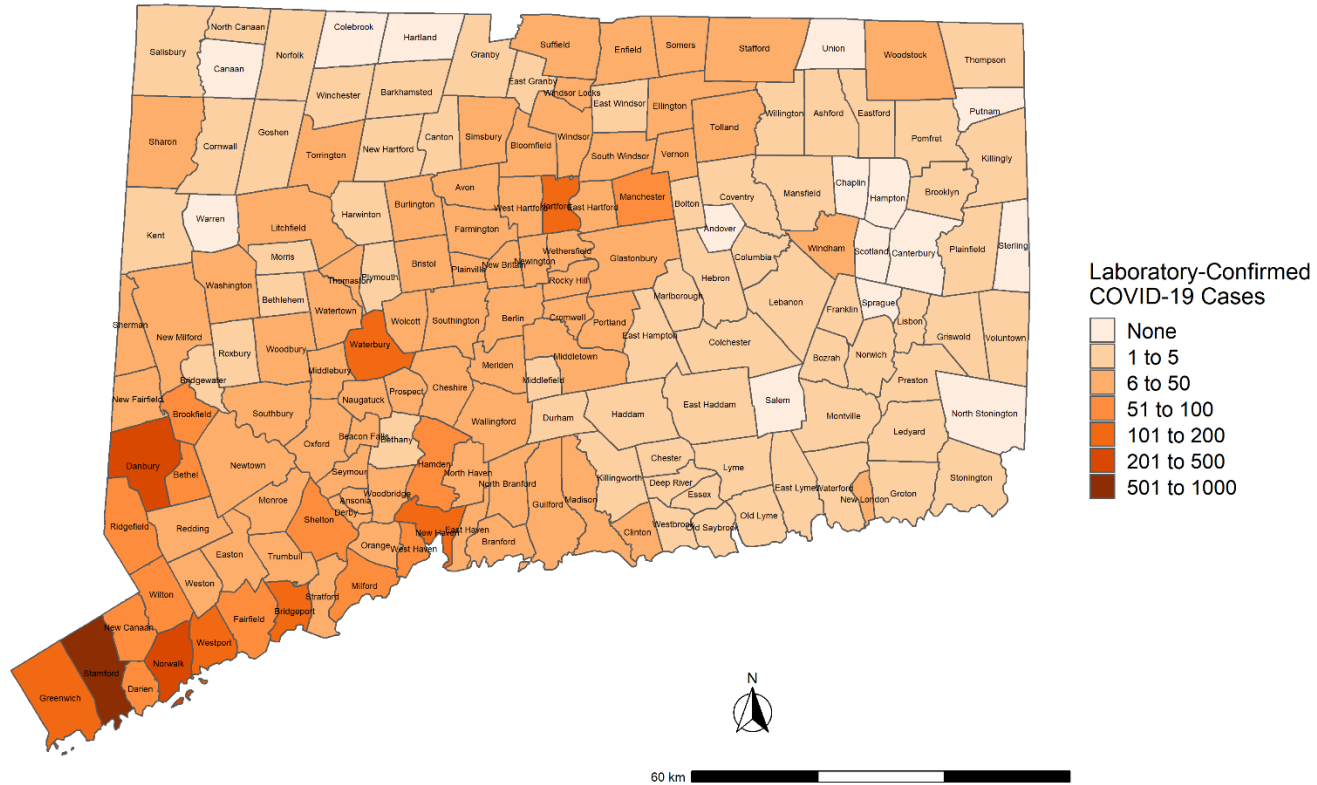 Colebrook
Hartland
North Canaan
Salisbury
Norfolk
Canaan
Granby
Suffield
Enfield
Somers
Stafford
Union
Woodstock
Thompson
East Granby
Windsor Locks
Winchester
Barkhamsted
East Windsor
Ellington
Putnam
Sharon
Cornwall
Goshen
Torrington
New Hartford
Canton
Simsbury
Bloomfield
Windsor
South Windsor
Vernon
Tolland
Willington
Ashford
Eastford
Pomfret
Killingly
Kent
Warren
Litchfield
Harwinton
Burlington
Avon
West Hartford
Hartford
East Hartford
Manchester
Bolton
Coventry
Mansfield
Chaplin
Hampton
Brooklyn
Morris
Farmington
Andover
Scotland
Canterbury
Plainfield
Sterling
Washington
Bethlehem
Thomaston
Plymouth
Bristol
Plainville
New Britain
Newington
Wethersfield
Rocky Hill
Glastonbury
Hebron
Columbia
Windham
Marlborough
Lebanon
Franklin
Sprague
Lisbon
Griswold
Voluntown
Sherman
New Milford
Roxbury
Woodbury
Watertown
Wolcott
Southington
Berlin
Cromwell
Portland
East Hampton
Colchester
Bozrah
Norwich
Preston
Bridgewater
Middlebury
Waterbury
Cheshire
Meriden
Middletown
Middlefield
New Fairfield
Brookfield
Southbury
Naugatuck
Prospect
Wallingford
Durham
Haddam
East Haddam
Salem
Montville
Ledyard
North Stonington
Danbury
Bethel
Newtown
Oxford
Beacon Falls
Bethany
Hamden
North Haven
North Branford
Guilford
Madison
Killingworth
Chester
Deep River
Essex
Lyme
East Lyme
Waterford
New London
Groton
Stonington
Ridgefield
Redding
Monroe
Seymour
Ansonia
Derby
Woodbridge
Shelton
Orange
West Haven
New Haven
East Haven
Branford
Clinton
Westbrook
Old Saybrook
Old Lyme
Easton
Trumbull
Weston
Wilton
Stratford
Milford
Bridgeport
Fairfield
New Canaan
Westport
Norwalk
Darien
Stamford
Greenwich
Laboratory-Confirmed
COVID-19 Cases
None
1 to 5
6 to 50
51 to 100
101 to 200
201 to 500
501 to 1000
N
60 km